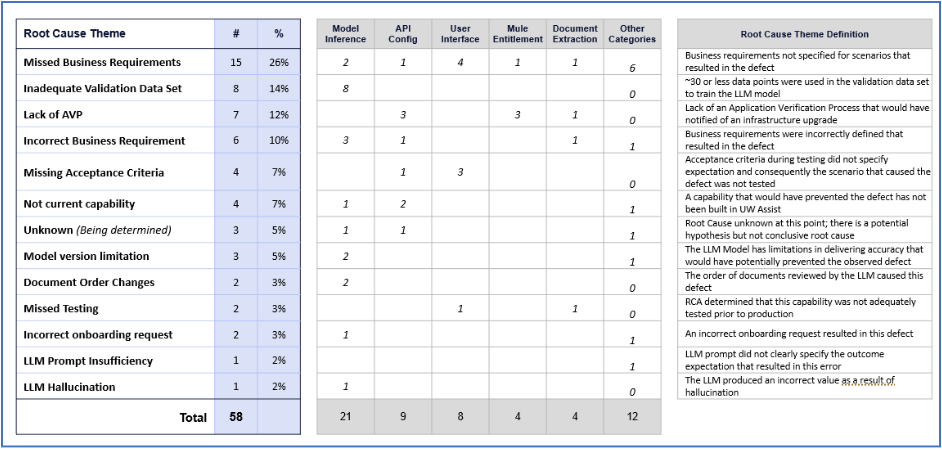 Root Cause Theme # % Model Inference API Config User Interface Mule Entitlement Document Extraction Other Categories Root Cause Theme Definition
Missed Business Requirements 15 26% 2 1 4 1 1 6 Business requirements not specified for scenarios that resulted in the defect
Inadequate Validation Data Set 8 14% 8 0 ~30 or less data points were used in the validation data set to train the LLM model
Lack of AVP 7 12% 3 3 1 0 Lack of an Application Verification Process that would have notified of an infrastructure upgrade
Incorrect Business Requirement 6 10% 3 1 1 1 Business requirements were incorrectly defined that resulted in the defect
Missing Acceptance Criteria 4 7% 1 3 0 Acceptance criteria during testing did not specify expectation and consequently the scenario that caused the defect was not tested
Not current capability 4 7% 1 2 1 A capability that would have prevented the defect has not been built in UW Assist
Unknown (Being determined) 3 5% 1 1 1 Root Cause unknown at this point; there is a potential hypothesis but not conclusive root cause
Model version limitation 3 5% 2 1 The LLM Model has limitations in delivering accuracy that would have potentially prevented the observed defect
Document Order Changes 2 3% 2 0 The order of documents reviewed by the LLM caused this defect
Missed Testing 2 3% 1 1 0 RCA determined that this capability was not adequately tested prior to production
Incorrect onboarding request 2 3% 1 1 An incorrect onboarding request resulted in this defect
LLM Prompt Insufficiency 1 2% 1 LLM prompt did not clearly specify the outcome expectation that resulted in this error
LLM Hallucination 1 2% 1 0 The LLM produced an incorrect value as a result of hallucination
Total 58 21 9 8 4 4 12